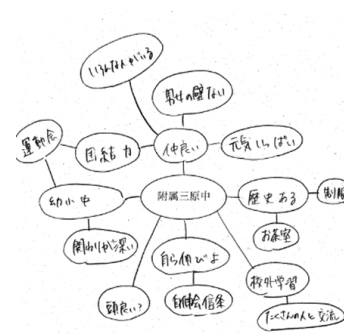 いろんな人がいる
男女の壁ない
運動会
団結力
仲良い
元気いっぱい
幼小中
附属三原中
歴史ある
制服
関わりが深い
自ら伸びよ
お茶室
校外学習
頭良い？
自伸会信条
たくさんの人と交流